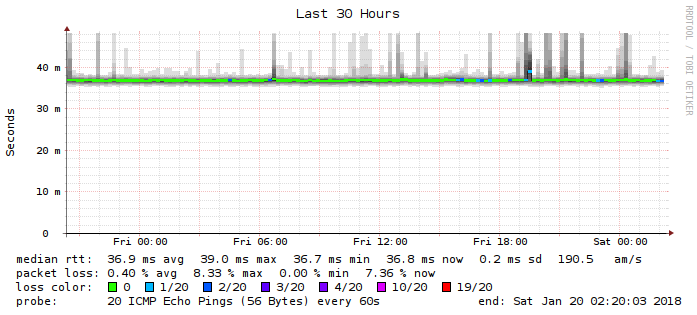 Last 30 Hours
RRDTOOL / TOBI OETIKER
Seconds
40 m
30 m
20 m
10 m
0
Fri 00:00 Fri 06:00 Fri 12:00 Fri 18:00 Sat 00:00
median rtt: 36.9 ms avg 39.0 ms max 36.7 ms min 36.8 ms now 0.2 ms sd 190.5 am/s
packet loss: 0.40 % avg 8.33 % max 0.00 % min 7.36 % now
loss color: 0 1/20 2/20 3/20 4/20 10/20 19/20
probe: 20 ICMP Echo Pings (56 Bytes) every 60s end: Sat Jan 20 02:20:03 2018